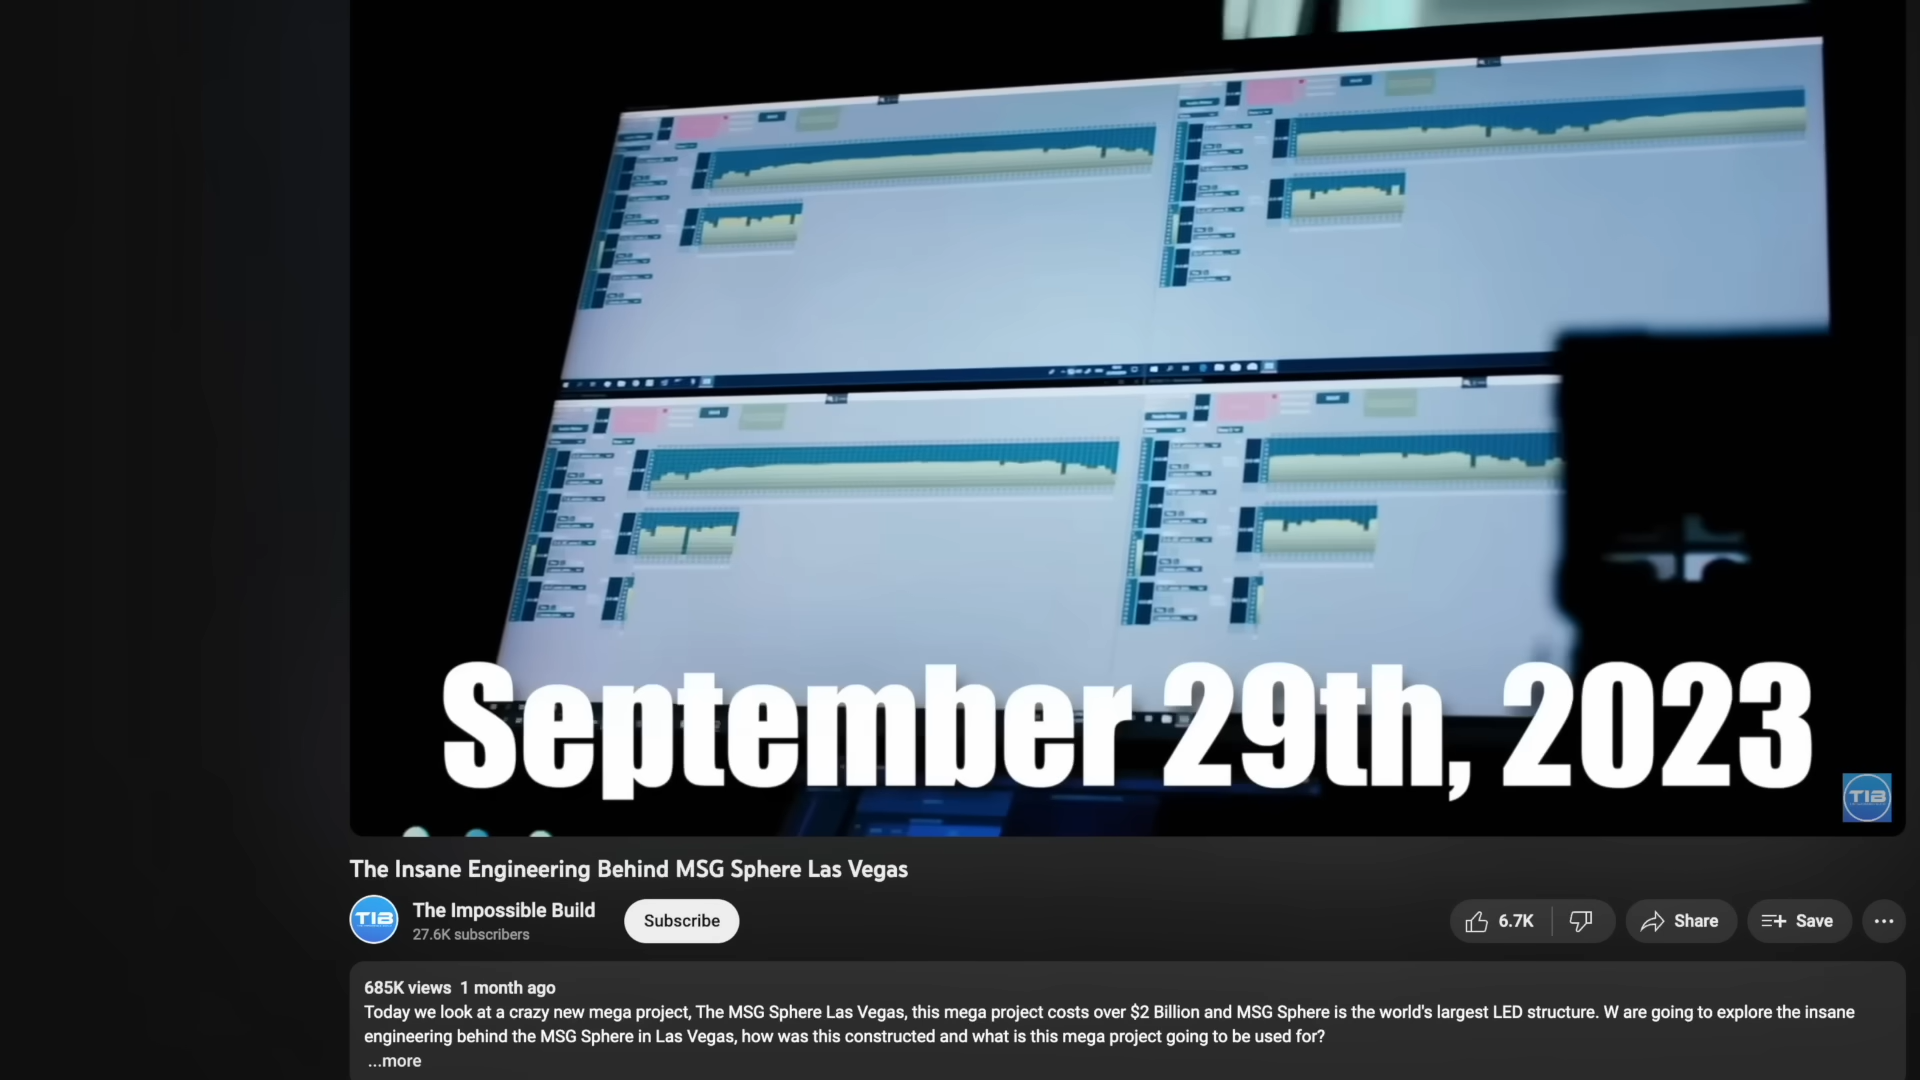 September 29th, 2023
TIB
The Insane Engineering Behind MSG Sphere Las Vegas
TIB
The Impossible Build
27.6K subscribers
Subscribe
6.7K
Share
Save
685K views 1 month ago
Today we look at a crazy new mega project, The MSG Sphere Las Vegas, this mega project costs over $2 Billion and MSG Sphere is the world's largest LED structure. W are going to explore the insane
engineering behind the MSG Sphere in Las Vegas, how was this constructed and what is this mega project going to be used for?
...more